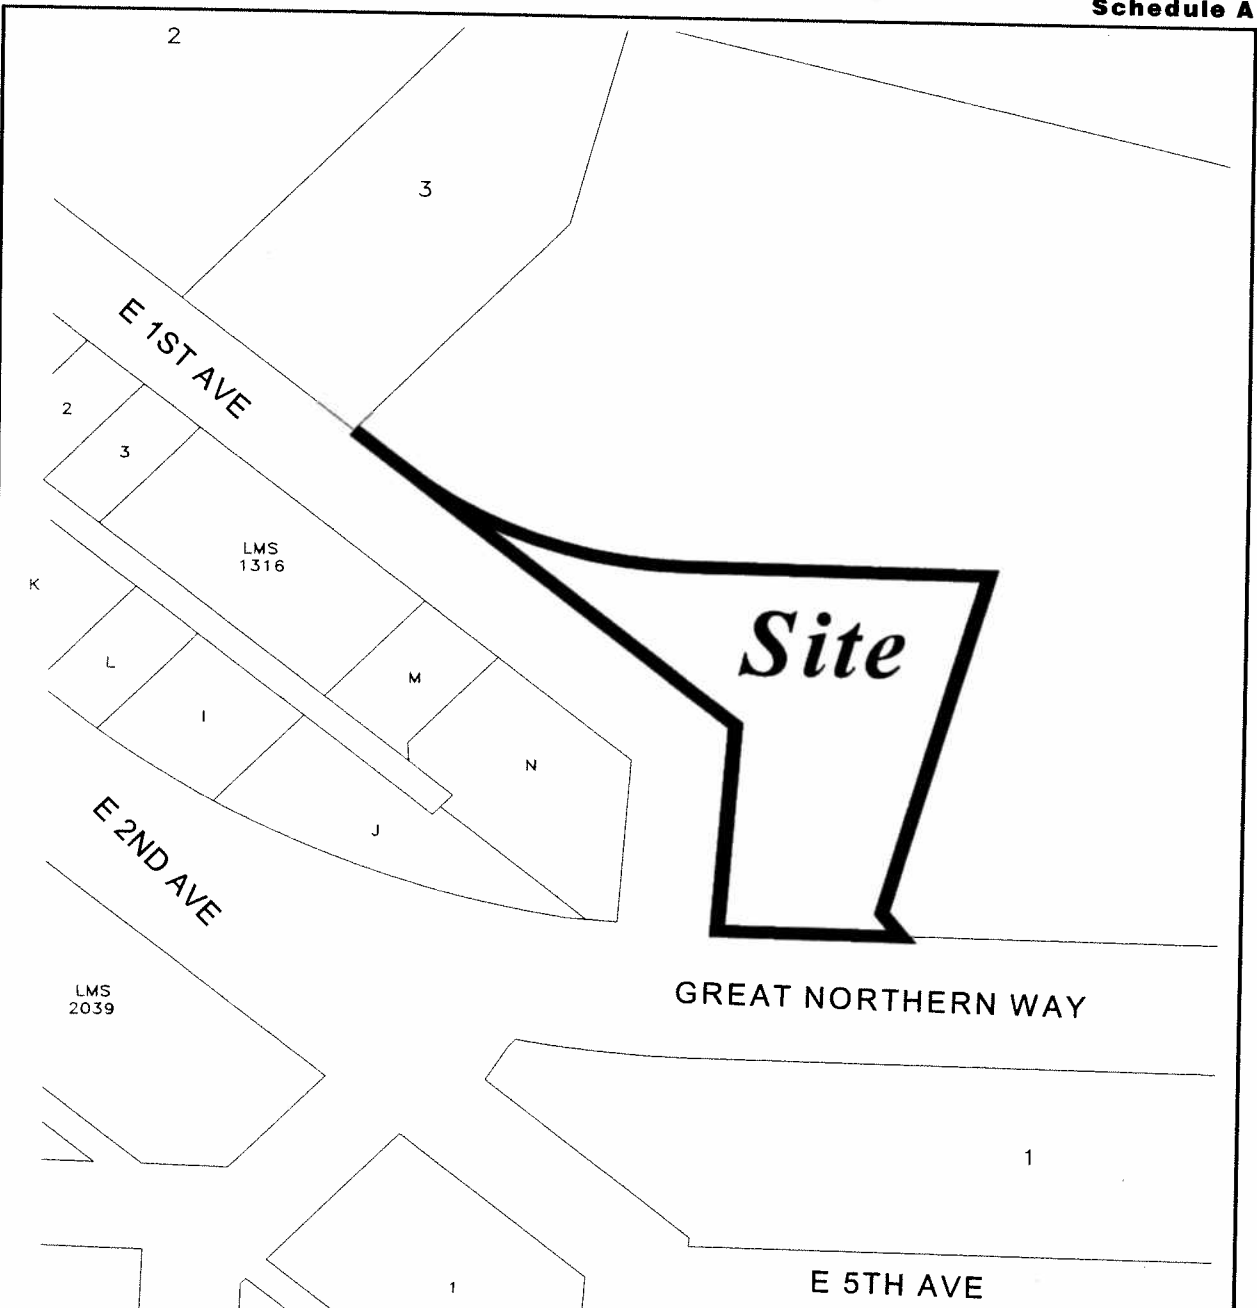 Schedule A
2
3
E 1ST AVE
2
3
LMS
1316
K
L
I
M
N
J
Site
E 2ND AVE
LMS
2039
GREAT NORTHERN WAY
1
1
E 5TH AVE